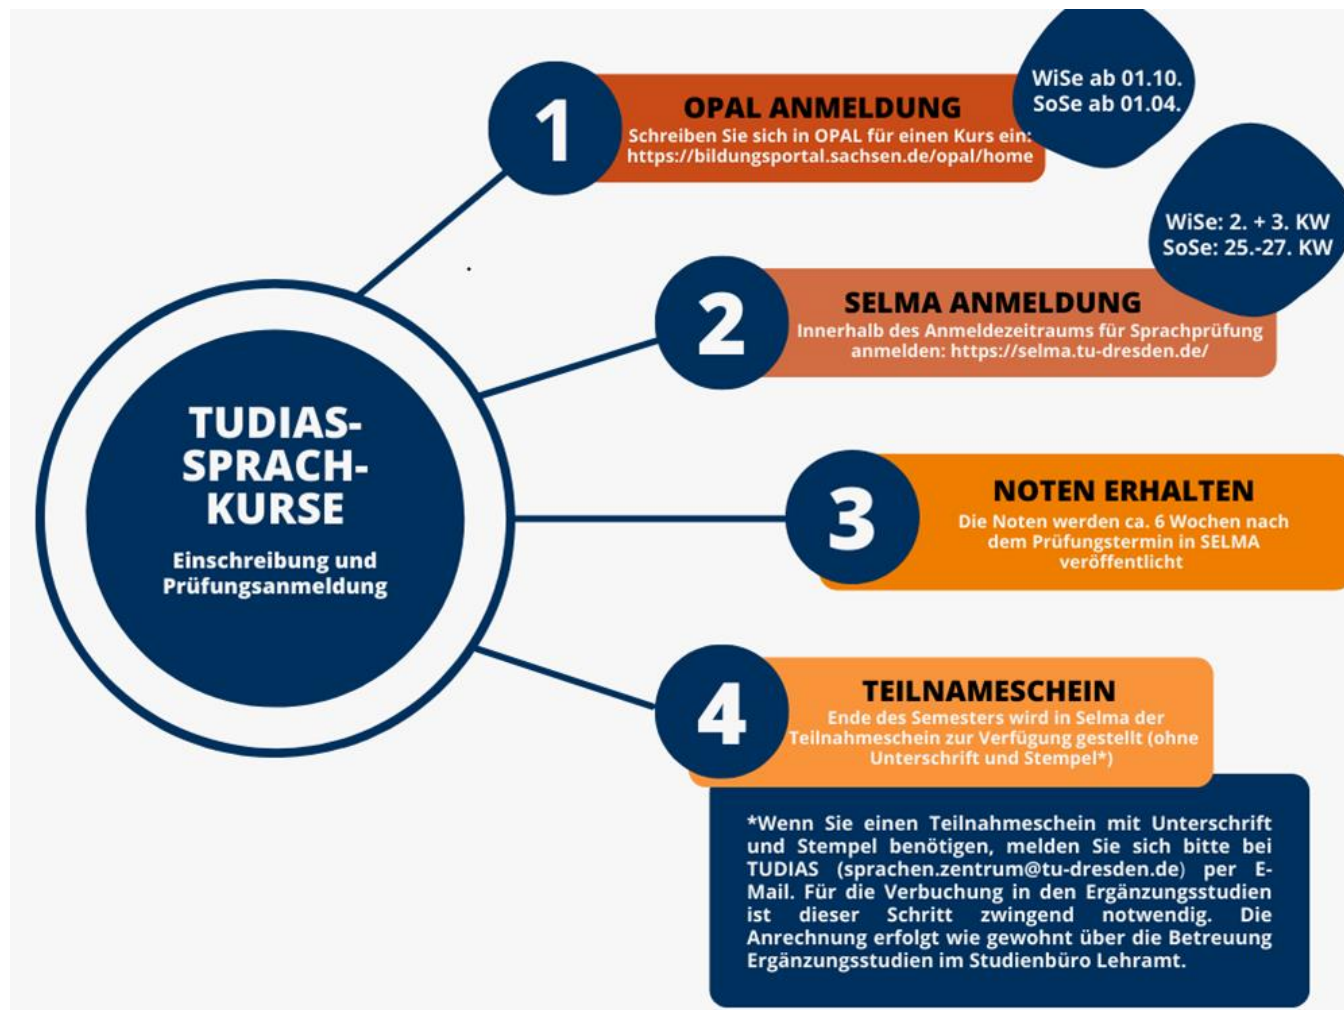 TUDIAS-
SPRACH-
KURSE
Einschreibung und
Prüfungsanmeldung
1
OPAL ANMELDUNG
Schreiben Sie sich in OPAL für einen Kurs ein:
https://bildungsportal.sachsen.de/opal/home
WiSe ab 01.10.
SoSe ab 01.04.
2
SELMA ANMELDUNG
Innerhalb des Anmeldezeitraums für Sprachprüfung
anmelden: https://selma.tu-dresden.de/
WiSe: 2. + 3. KW
SoSe: 25.-27. KW
3
NOTEN ERHALTEN
Die Noten werden ca. 6 Wochen nach
dem Prüfungstermin in SELMA
veröffentlicht
4
TEILNAMESCHEIN
Ende des Semesters wird in Selma der
Teilnahmeschein zur Verfügung gestellt (ohne
Unterschrift und Stempel*)
*Wenn Sie einen Teilnahmeschein mit Unterschrift
und Stempel benötigen, melden Sie sich bitte bei
TUDIAS (sprachen.zentrum@tu-dresden.de) per E-
Mail. Für die Verbuchung in den Ergänzungsstudien
ist dieser Schritt zwingend notwendig. Die
Anrechnung erfolgt wie gewohnt über die Betreuung
Ergänzungsstudien im Studienbüro Lehramt.